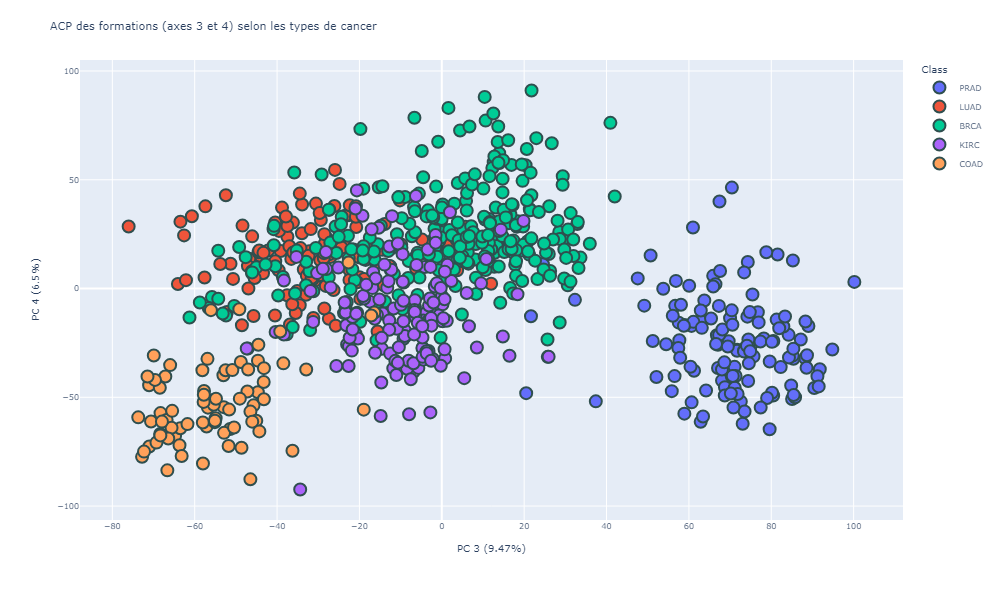 ACP des formations (axes 3 et 4) selon les types de cancer
Class
PRAD
LUAD
BRCA
KIRC
COAD
PC 4 (6.5%)
100
50
0
−50
−100
−80
−60
−40
−20
0
20
40
60
80
100
PC 3 (9.47%)